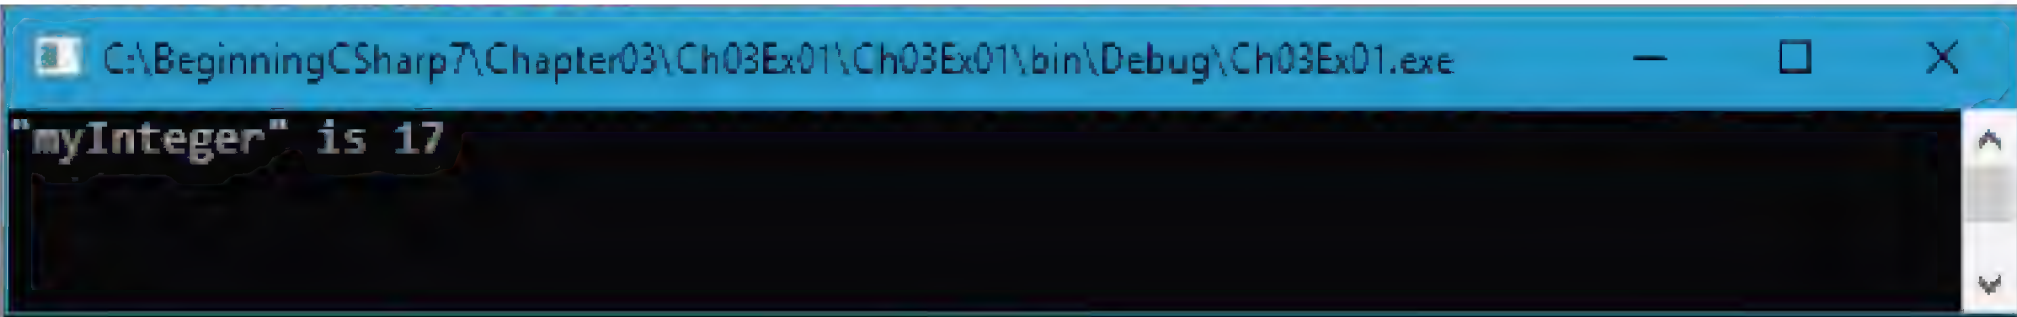 C:\BeginningCSharp7\Chapter03\Ch03Ex01\Ch03Ex01\bin\Debug\Ch03Ex01.exe
"myInteger" is 17